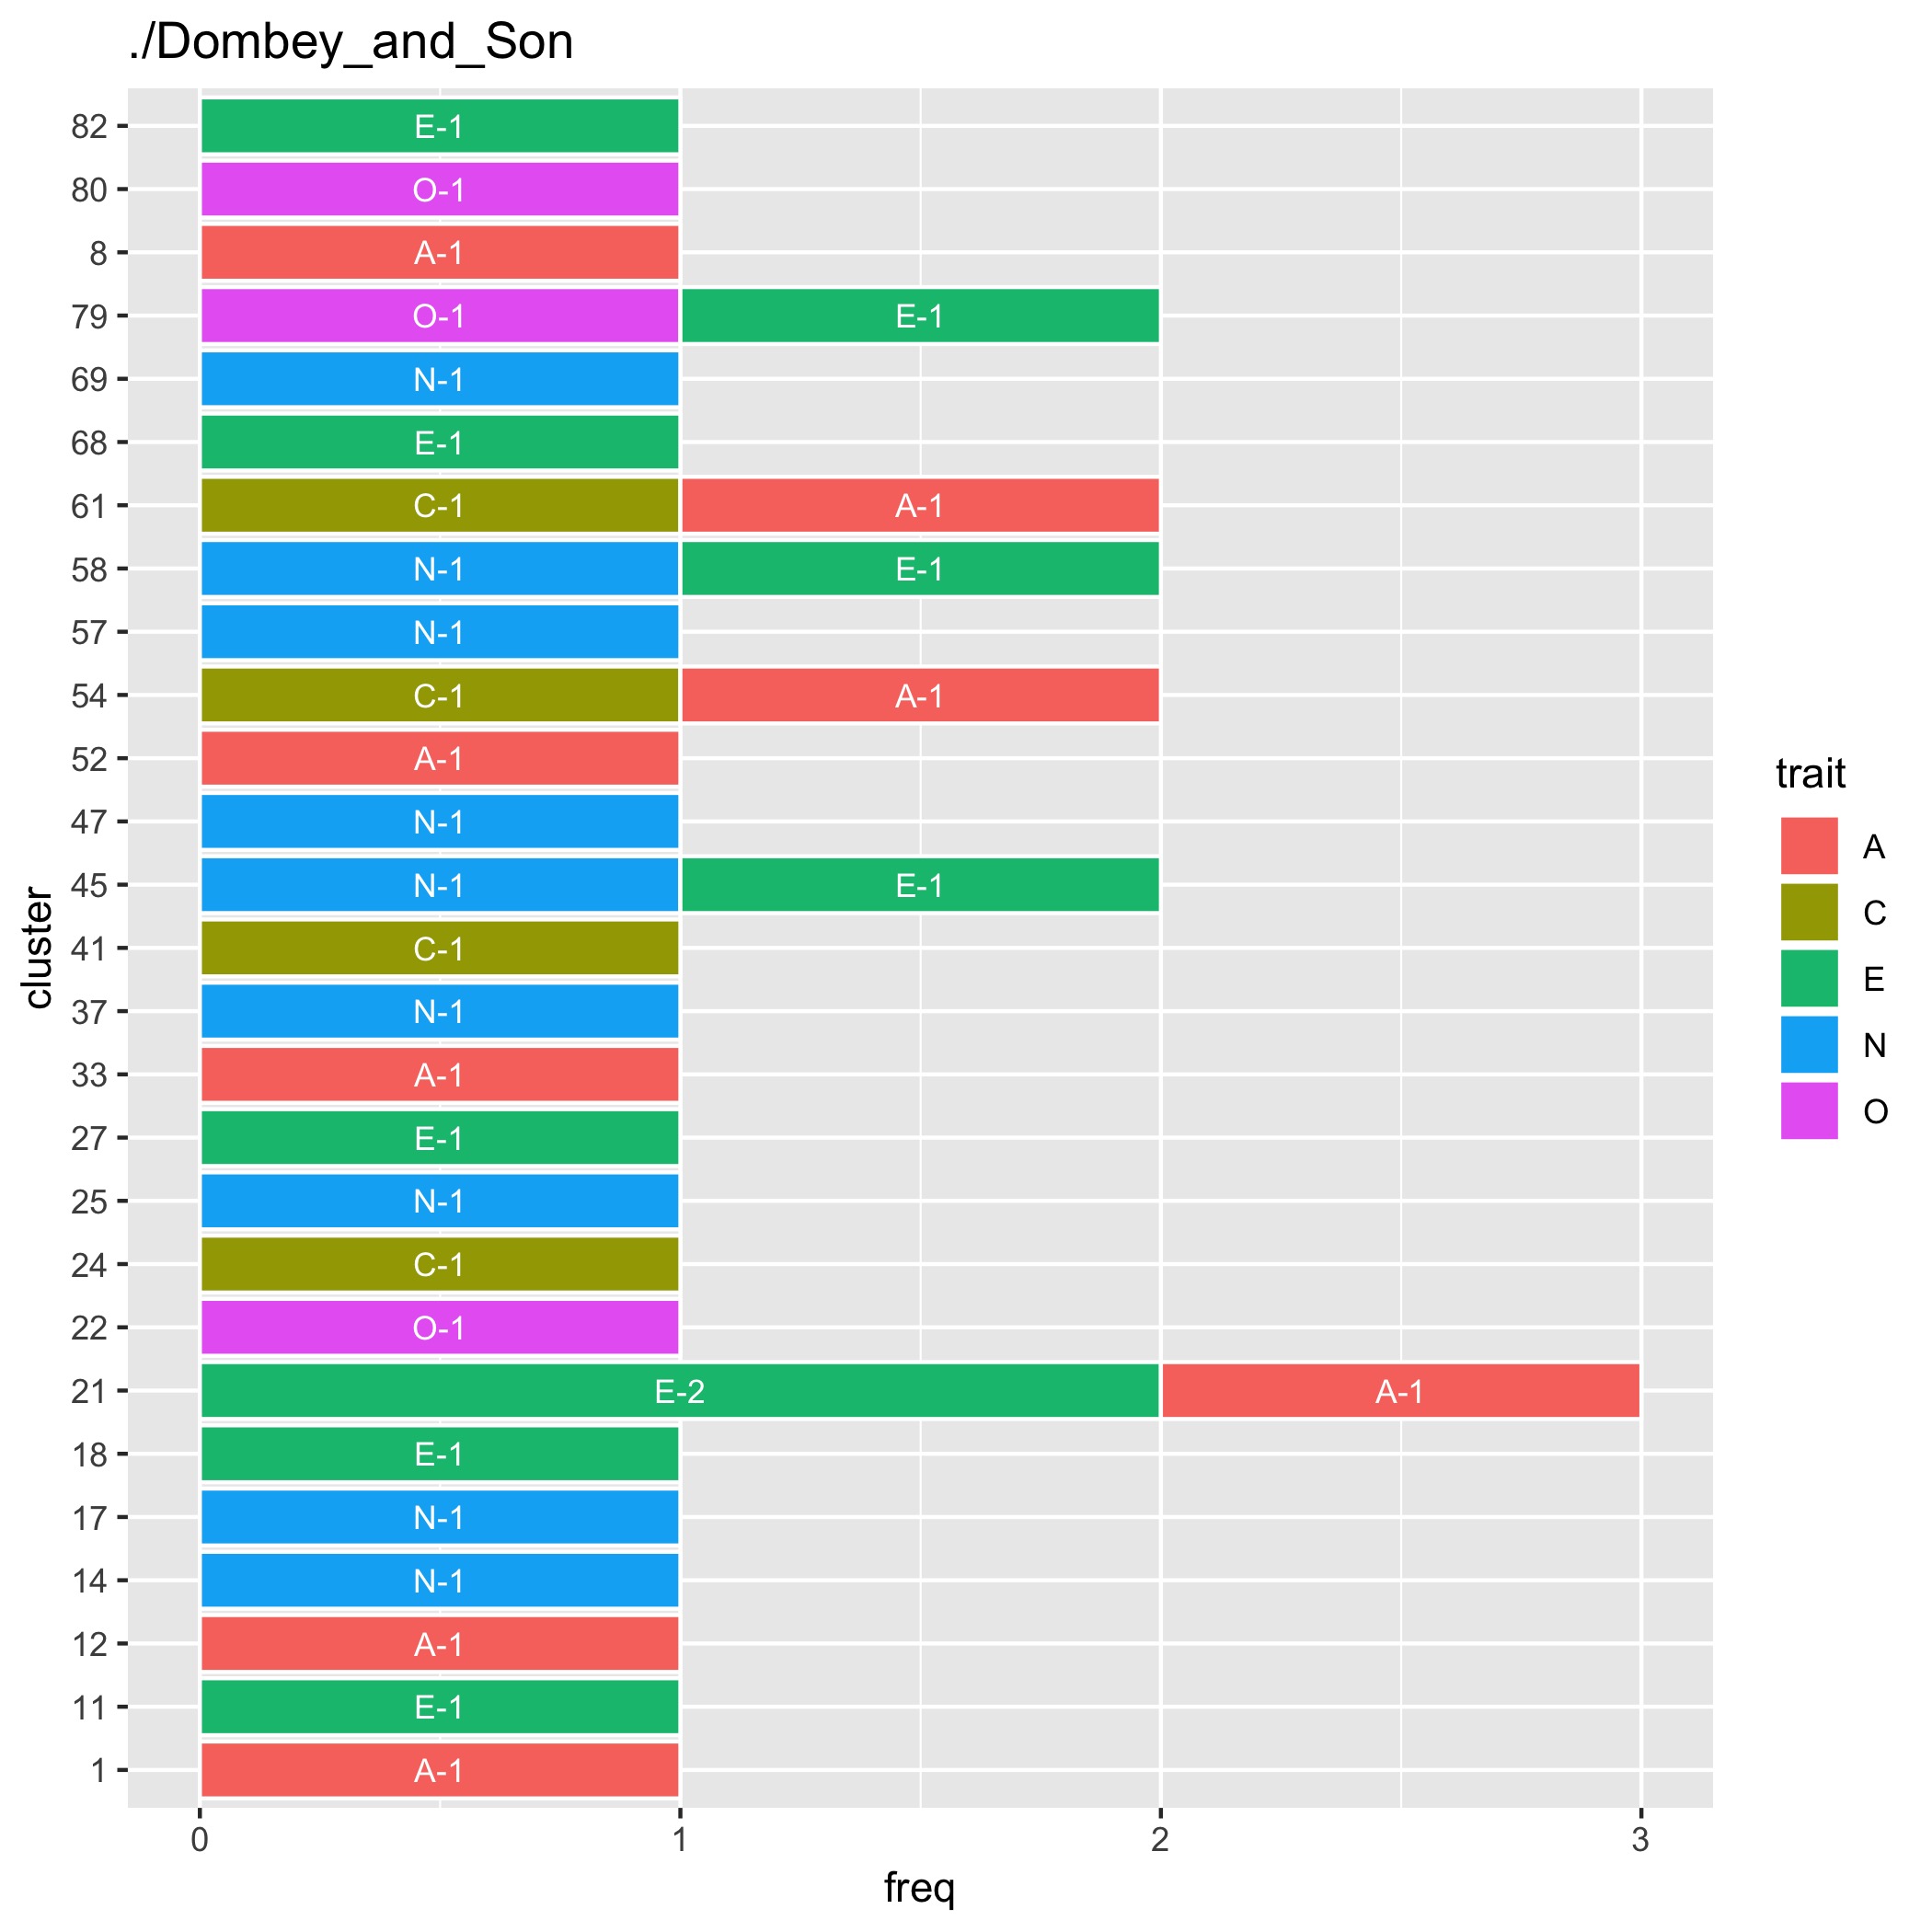 ./Dombey_and_Son
82 E-1
80 O-1
8 A-1
79 O-1 E-1
69 N-1
68 E-1
61 C-1 A-1
58 N-1 E-1
57 N-1
54 C-1 A-1
52 A-1
47 N-1
45 N-1 E-1
41 C-1
37 N-1
33 A-1
27 E-1
25 N-1
24 C-1
22 O-1
21 E-2 A-1
18 E-1
17 N-1
14 N-1
12 A-1
11 E-1
1 A-1
0 1 2 3
freq
cluster
trait
A
C
E
N
O